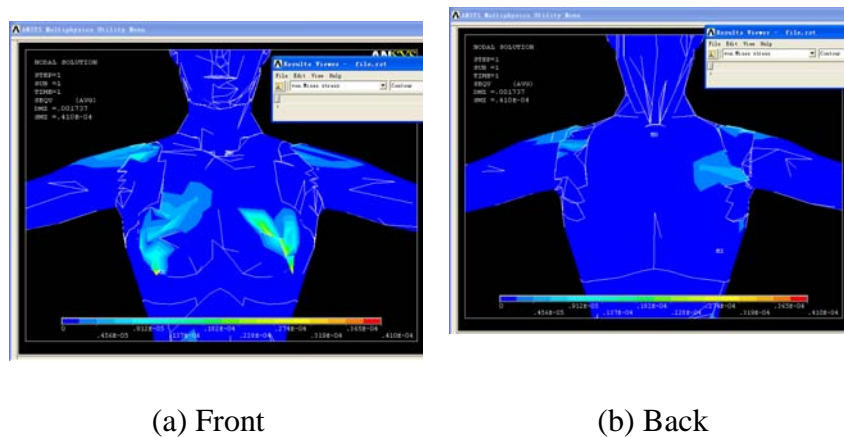 ANSYS Multiphysics Utility Menu
ANSYS
NODAL SOLUTION
STEP=1
SUB =1
TIME=1
SEQV (AVG)
DMX =.001737
SMX =.410E-04
Results Viewer - file.rst
File Edit View Help
von Mises stress Contour
0 .912E-05 .182E-04 .274E-04 .365E-04
.456E-05 .137E-04 .228E-04 .319E-04 .410E-04
(a) Front
ANSYS Multiphysics Utility Menu
NODAL SOLUTION
STEP=1
SUB =1
TIME=1
SEQV (AVG)
DMX =.001737
SMX =.410E-04
Results Viewer - file.rst
File Edit View Help
von Mises stress Contour
MN
MX
0 .912E-05 .182E-04 .274E-04 .365E-04
.456E-05 .137E-04 .228E-04 .319E-04 .410E-04
(b) Back